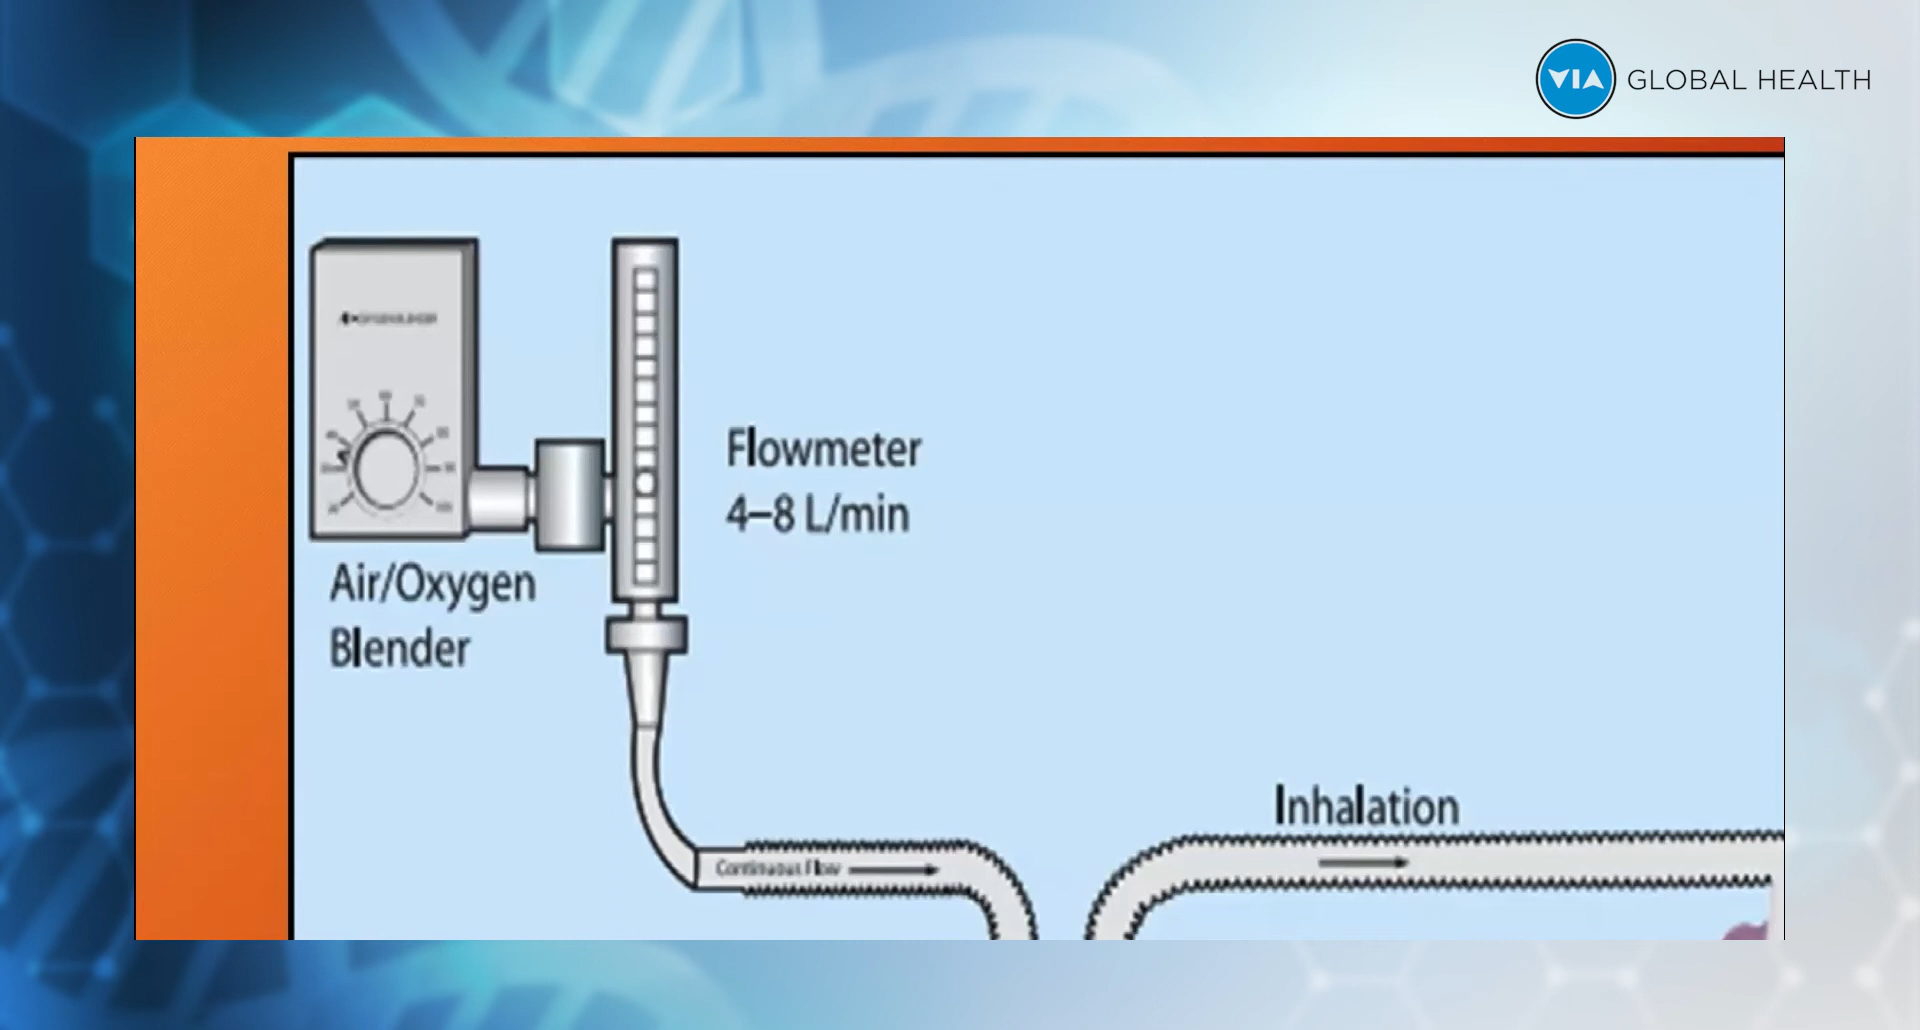 VIA GLOBAL HEALTH
Flowmeter
4–8 L/min
Air/Oxygen
Blender
Inhalation
Continuous Flow